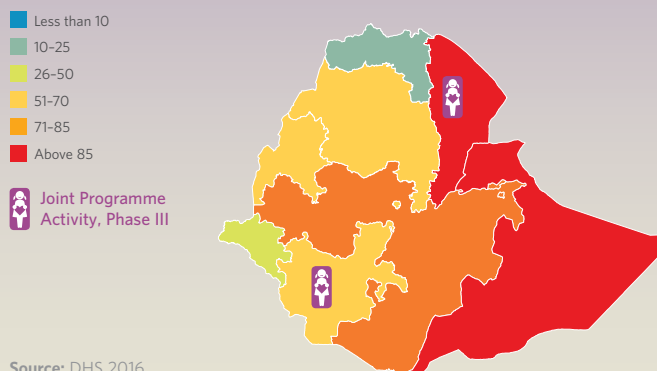 Less than 10
10–25
26–50
51–70
71–85
Above 85
Joint Programme
Activity, Phase III
Source: DHS 2016